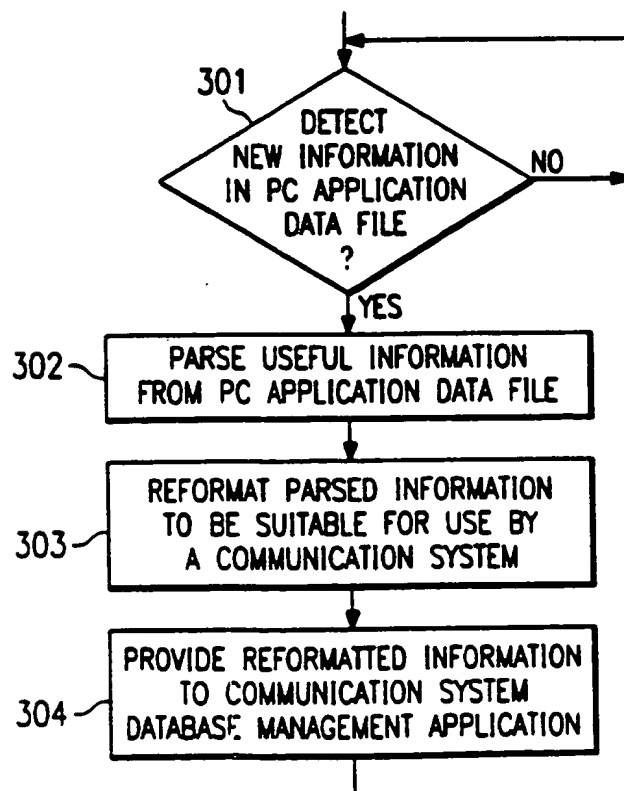 301
DETECT
NEW INFORMATION
IN PC APPLICATION
DATA FILE
?
NO
YES
302
PARSE USEFUL INFORMATION
FROM PC APPLICATION DATA FILE
303
REFORMAT PARSED INFORMATION
TO BE SUITABLE FOR USE BY
A COMMUNICATION SYSTEM
304
PROVIDE REFORMATTED INFORMATION
TO COMMUNICATION SYSTEM
DATABASE MANAGEMENT APPLICATION